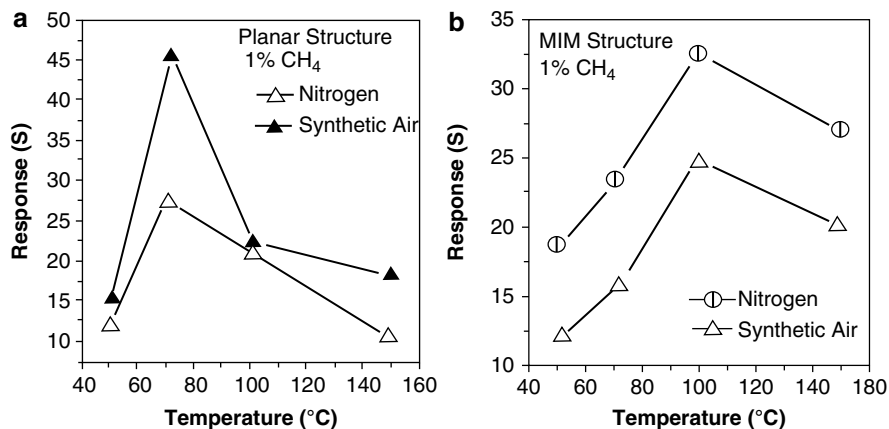 a
Planar Structure
1% CH4
Nitrogen
Synthetic Air
Response (S)
50
45
40
35
30
25
20
15
10
40 60 80 100 120 140 160
Temperature (°C)
b
MIM Structure
1% CH4
Nitrogen
Synthetic Air
Response (S)
35
30
25
20
15
10
40 60 80 100 120 140 160 180
Temperature (°C)